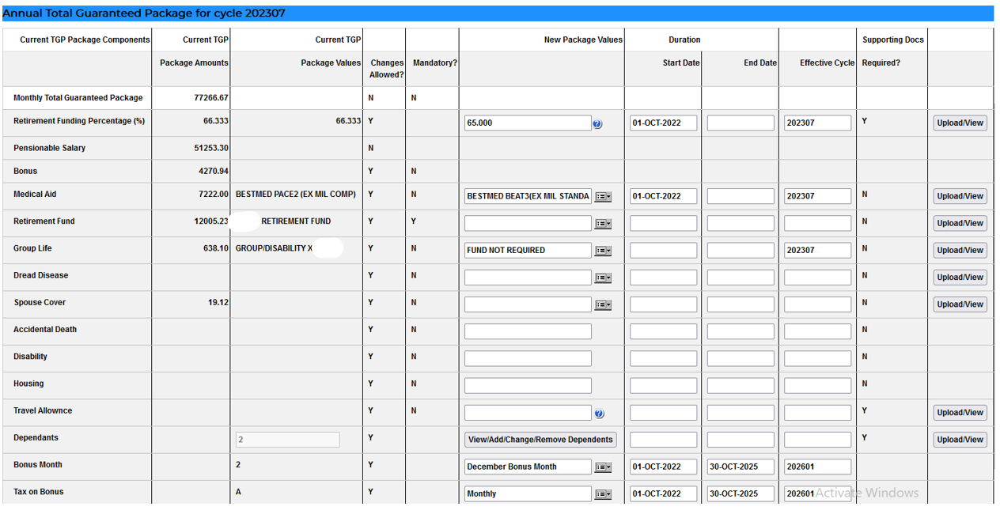 Annual Total Guaranteed Package for cycle 202307
Current TGP Package Components Current TGP Current TGP New Package Values Duration Supporting Docs
Package Amounts Package Values Changes Allowed? Mandatory? Start Date End Date Effective Cycle Required?
Monthly Total Guaranteed Package 77266.67 N N
Retirement Funding Percentage (%) 66.333 66.333 Y 65.000 ? 01-OCT-2022 202307 Y Upload/View
Pensionable Salary 51253.30 N
Bonus 4270.94 Y N
Medical Aid 7222.00 BESTMED PACE2 (EX MIL COMP) Y N BESTMED BEAT3(EX MIL STANDA 01-OCT-2022 202307 N Upload/View
Retirement Fund 12005.23 RETIREMENT FUND Y Y N Upload/View
Group Life 638.10 GROUP/DISABILITY X Y N FUND NOT REQUIRED 202307 N Upload/View
Dread Disease Y N N Upload/View
Spouse Cover 19.12 Y N N Upload/View
Accidental Death Y N N
Disability Y N N
Housing Y N N
Travel Allownce Y N ? Y Upload/View
Dependants 2 Y View/Add/Change/Remove Dependents Y Upload/View
Bonus Month 2 Y December Bonus Month 01-OCT-2022 30-OCT-2025 202601
Tax on Bonus A Y Monthly 01-OCT-2022 30-OCT-2025 202601
Activate Windows